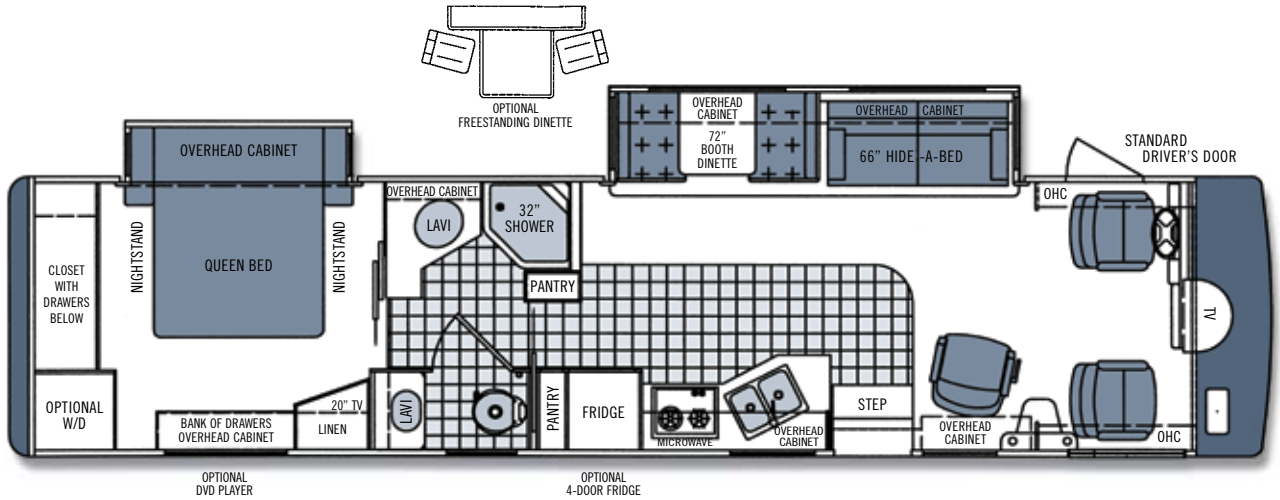 OPTIONAL
FREESTANDING DINETTE
OVERHEAD CABINET
NIGHTSTAND
QUEEN BED
NIGHTSTAND
CLOSET
WITH
DRAWERS
BELOW
OPTIONAL
W/D
BANK OF DRAWERS
OVERHEAD CABINET
20" TV
LINEN
OPTIONAL
DVD PLAYER
OVERHEAD CABINET
LAVI
32"
SHOWER
PANTRY
LAVI
PANTRY
FRIDGE
OPTIONAL
4-DOOR FRIDGE
MICROWAVE
OVERHEAD
CABINET
OVERHEAD
CABINET
72"
BOOTH
DINETTE
OVERHEAD CABINET
66" HIDE-A-BED
STANDARD
DRIVER'S DOOR
OHC
TV
STEP
OVERHEAD
CABINET
OHC